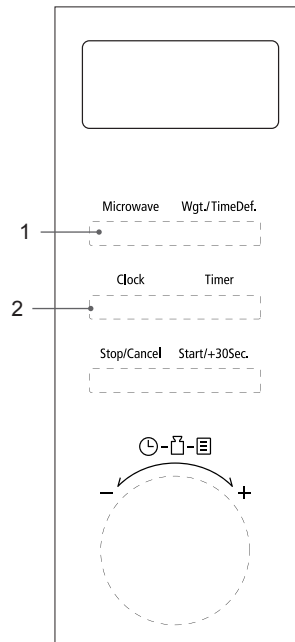 Microwave Wgt./TimeDef.
1
Clock Timer
2
Stop/Cancel Start/+30Sec.
- +